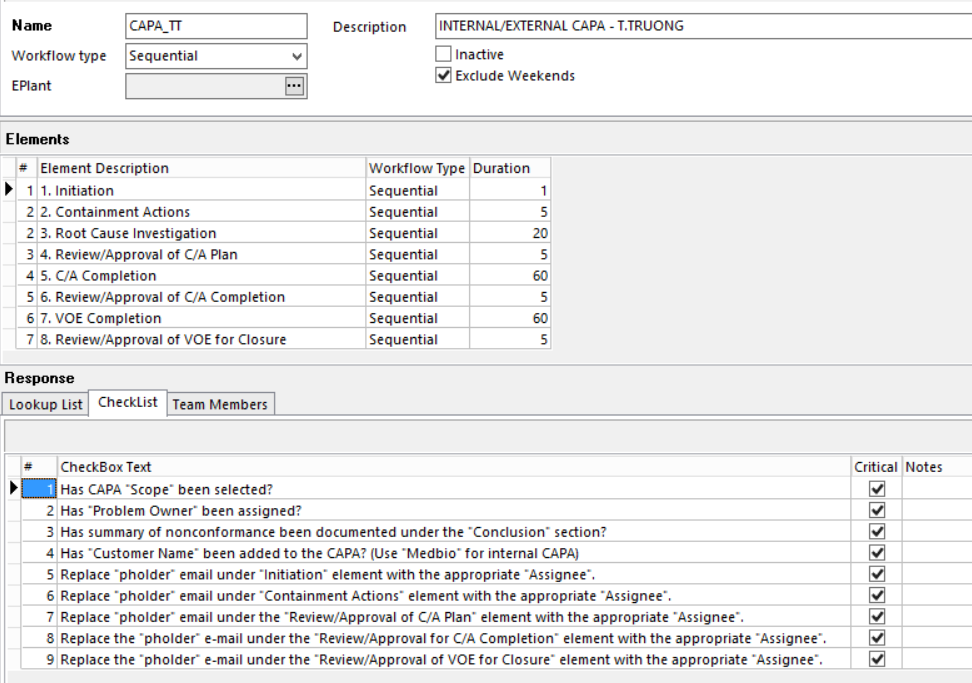 Name CAPA_TT Description INTERNAL/EXTERNAL CAPA - T.TRUONG
Workflow type Sequential Inactive
EPlant ... Exclude Weekends
Elements
# Element Description Workflow Type Duration
1 1. Initiation Sequential 1
2 2. Containment Actions Sequential 5
2 3. Root Cause Investigation Sequential 20
3 4. Review/Approval of C/A Plan Sequential 5
4 5. C/A Completion Sequential 60
5 6. Review/Approval of C/A Completion Sequential 5
6 7. VOE Completion Sequential 60
7 8. Review/Approval of VOE for Closure Sequential 5
Response
Lookup List CheckList Team Members
# CheckBox Text Critical Notes
1 Has CAPA "Scope" been selected?
2 Has "Problem Owner" been assigned?
3 Has summary of nonconformance been documented under the "Conclusion" section?
4 Has "Customer Name" been added to the CAPA? (Use "Medbio" for internal CAPA)
5 Replace "pholder" email under "Initiation" element with the appropriate "Assignee".
6 Replace "pholder" email under "Containment Actions" element with the appropriate "Assignee".
7 Replace "pholder" email under the "Review/Approval of C/A Plan" element with the appropriate "Assignee".
8 Replace the "pholder" e-mail under the "Review/Approval for C/A Completion" element with the appropriate "Assignee".
9 Replace the "pholder" e-mail under the "Review/Approval of VOE for Closure" element with the appropriate "Assignee".